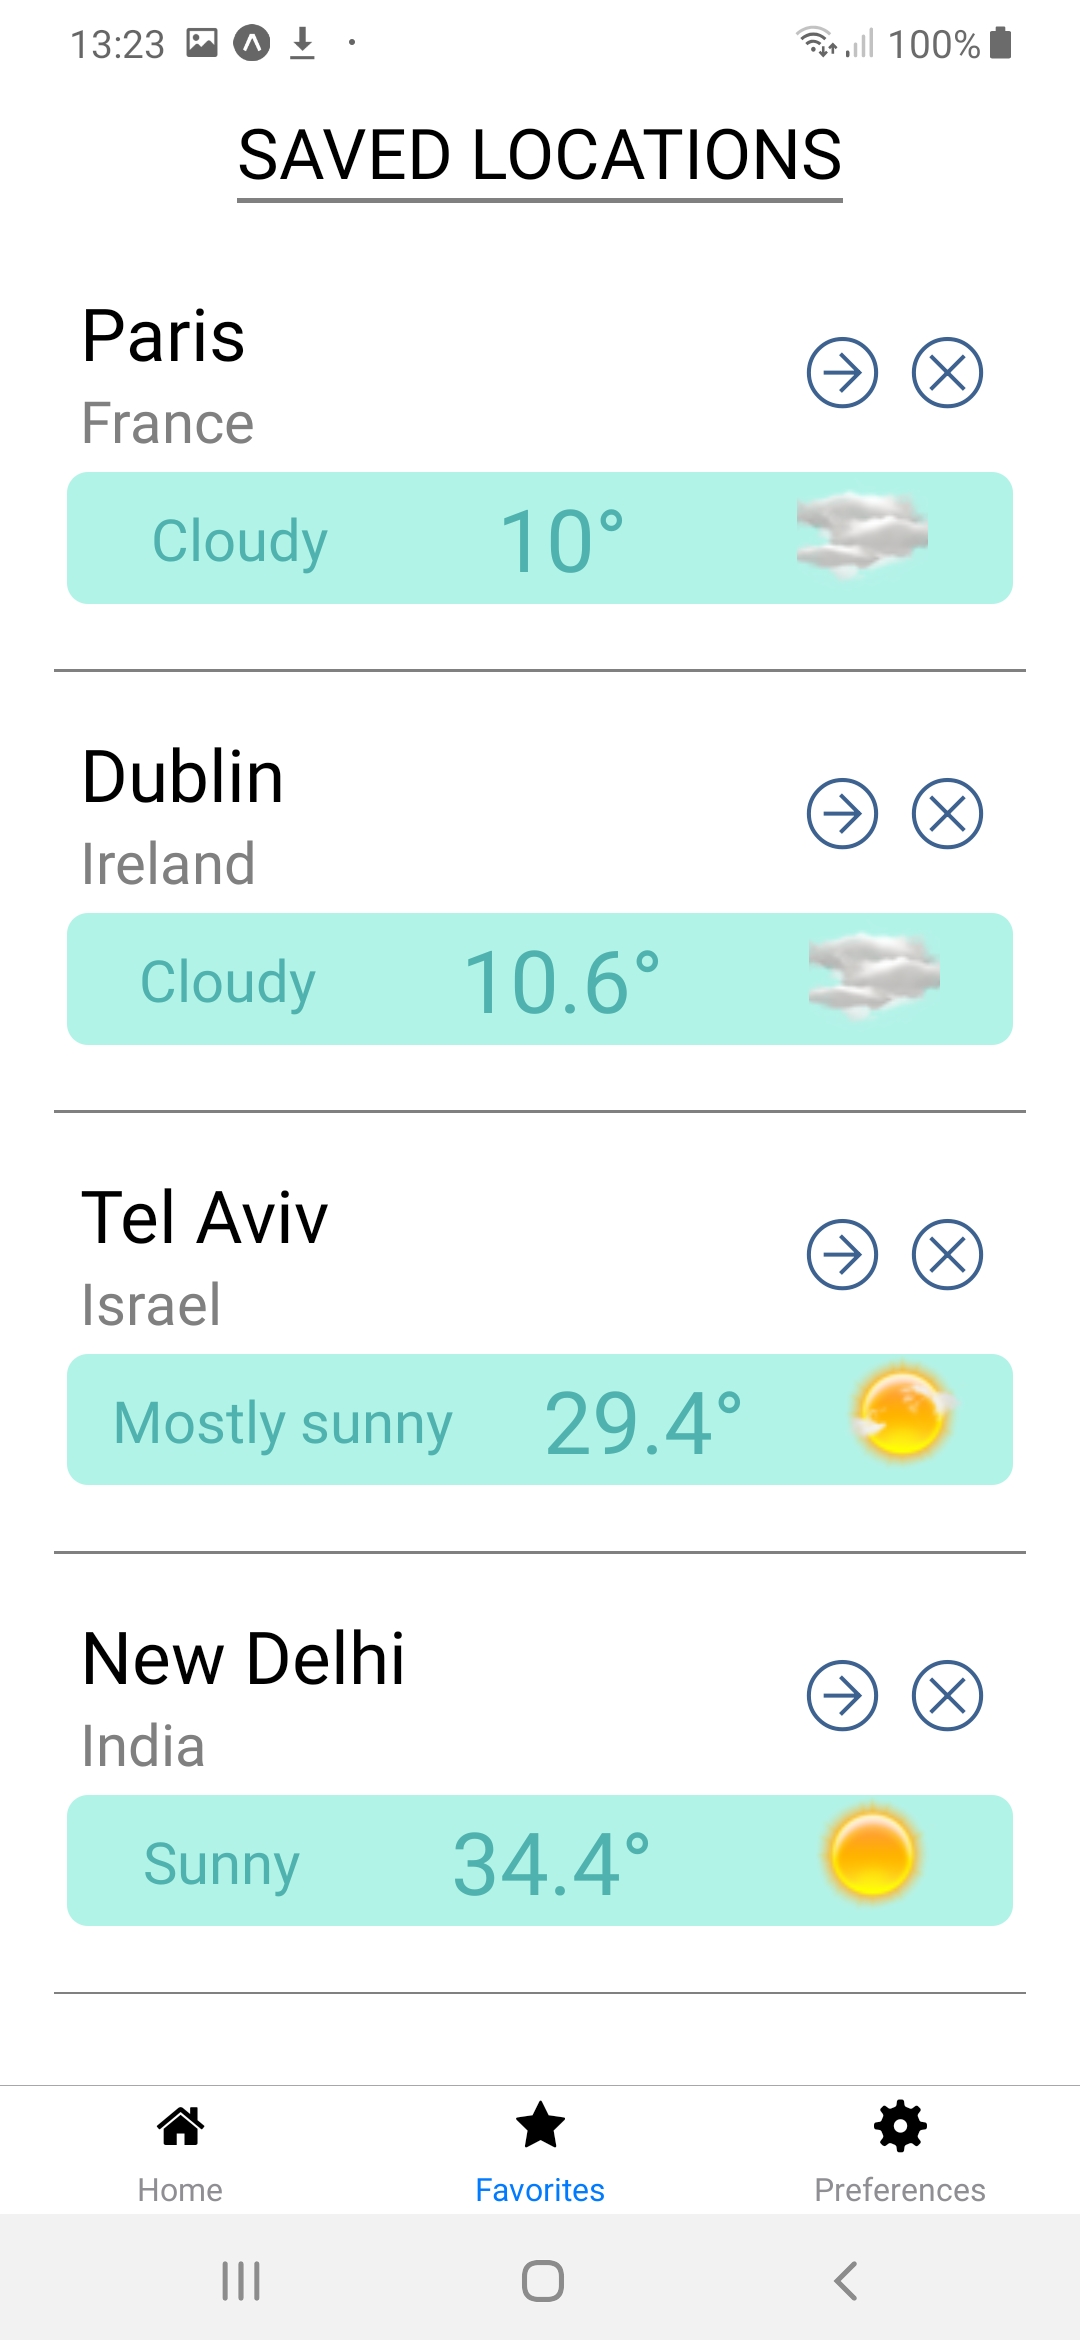 13:23 100%
SAVED LOCATIONS
Paris
France
Cloudy 10°
Dublin
Ireland
Cloudy 10.6°
Tel Aviv
Israel
Mostly sunny 29.4°
New Delhi
India
Sunny 34.4°
Home Favorites Preferences